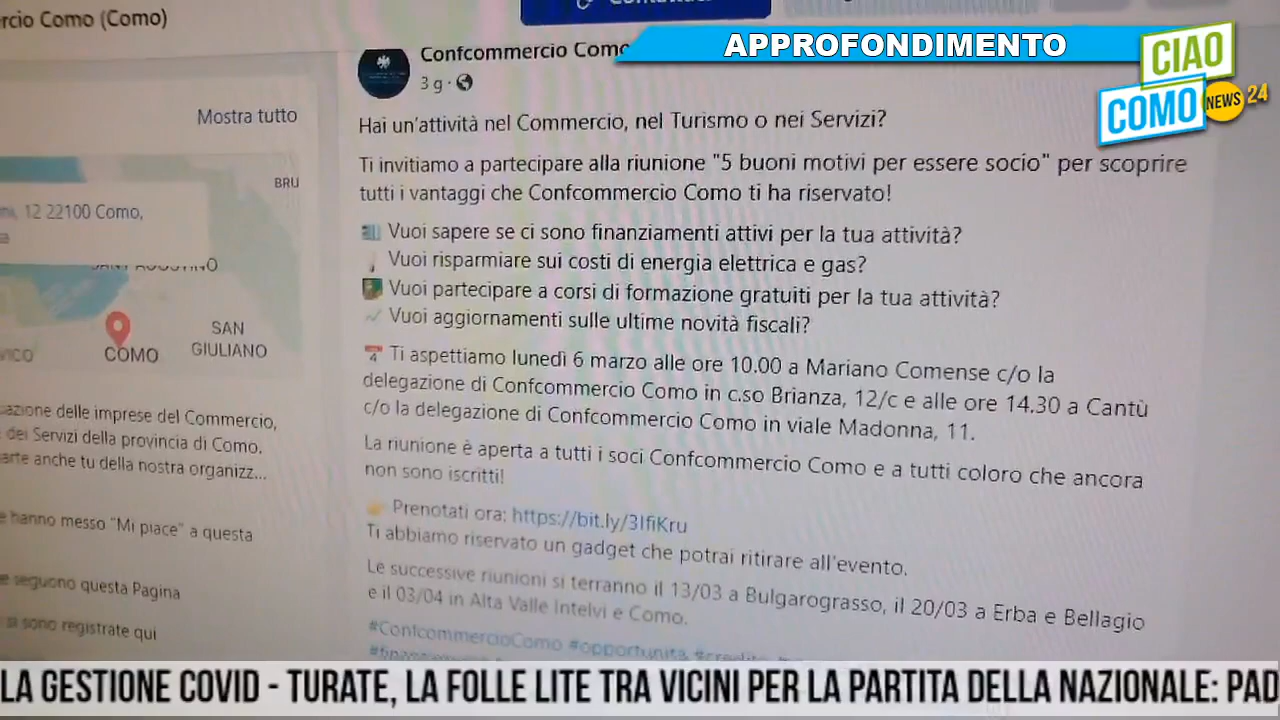 rcio Como (Como)
APPROFONDIMENTO
CIAO
COMO
NEWS 24
Mostra tutto
BRU
12 22100 Como,
SAN
GIULIANO
COMO
azione delle imprese del Commercio,
dei Servizi della provincia di Como.
arte anche tu della nostra organizz...
e hanno messo "Mi piace" a questa
e seguono questa Pagina
si sono registrate qui
Confcommercio Como
3 g
Hai un'attività nel Commercio, nel Turismo o nei Servizi?
Ti invitiamo a partecipare alla riunione "5 buoni motivi per essere socio" per scoprire
tutti i vantaggi che Confcommercio Como ti ha riservato!
Vuoi sapere se ci sono finanziamenti attivi per la tua attività?
Vuoi risparmiare sui costi di energia elettrica e gas?
Vuoi partecipare a corsi di formazione gratuiti per la tua attività?
Vuoi aggiornamenti sulle ultime novità fiscali?
Ti aspettiamo lunedì 6 marzo alle ore 10.00 a Mariano Comense c/o la
delegazione di Confcommercio Como in c.so Brianza, 12/c e alle ore 14.30 a Cantù
c/o la delegazione di Confcommercio Como in viale Madonna, 11.
La riunione è aperta a tutti i soci Confcommercio Como e a tutti coloro che ancora
non sono iscritti!
Prenotati ora: https://bit.ly/3IfiKru
Ti abbiamo riservato un gadget che potrai ritirare all'evento.
Le successive riunioni si terranno il 13/03 a Bulgarograsso, il 20/03 a Erba e Bellagio
e il 03/04 in Alta Valle Intelvi e Como.
#ConfcommercioComo #opportunità
LA GESTIONE COVID - TURATE, LA FOLLE LITE TRA VICINI PER LA PARTITA DELLA NAZIONALE: PAD